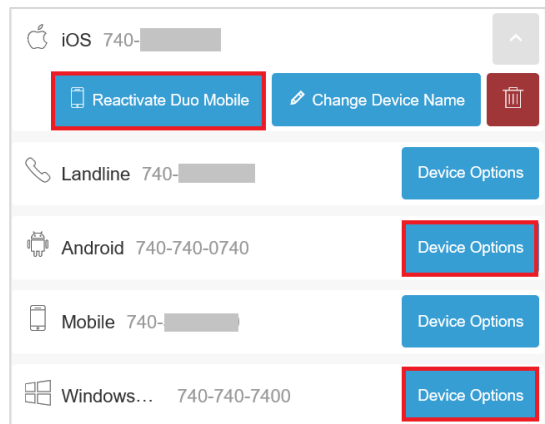 iOS 740-
Reactivate Duo Mobile Change Device Name
Landline 740- Device Options
Android 740-740-0740 Device Options
Mobile 740- Device Options
Windows... 740-740-7400 Device Options